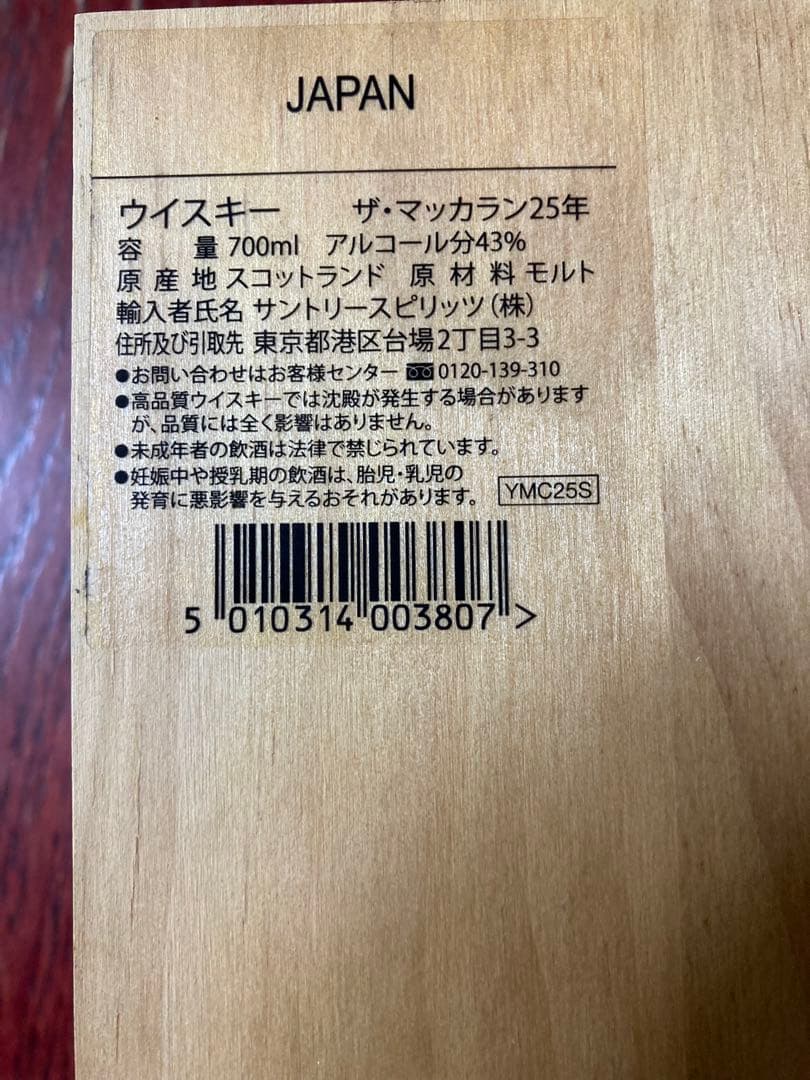 JAPAN
ウイスキー ザ・マッカラン25年
容 量 700ml アルコール分43%
原産地 スコットランド 原材料 モルト
輸入者氏名 サントリースピリッツ(株)
住所及び引取先 東京都港区台場2丁目3-3
●お問い合わせはお客様センター 0120-139-310
●高品質ウイスキーでは沈殿が発生する場合があります
が、品質には全く影響はありません。
●未成年者の飲酒は法律で禁じられています。
●妊娠中や授乳期の飲酒は、胎児・乳児の
発育に悪影響を与えるおそれがあります。 YMC25S
5 010314 003807 >